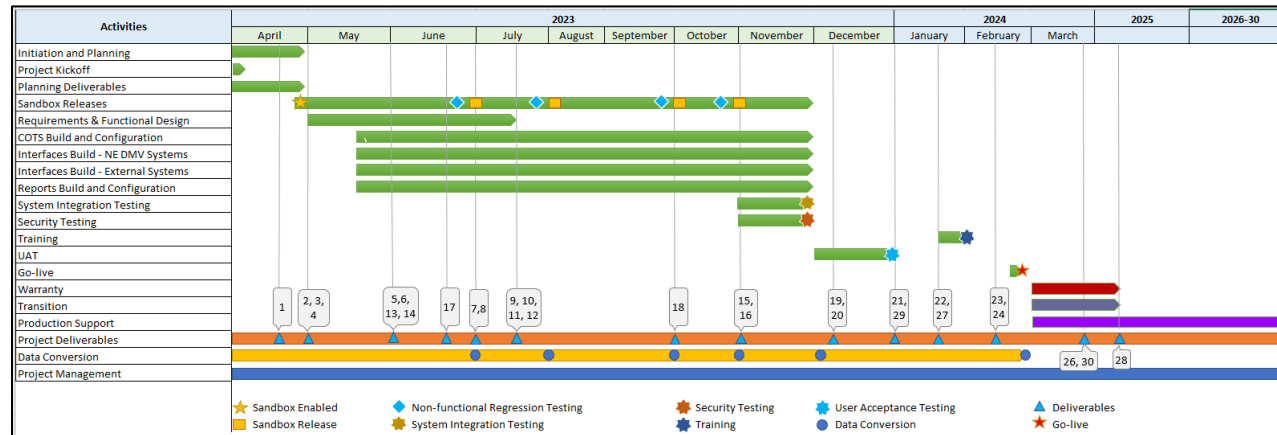 Activities
2023
2024
2025
2026-30
April
May
June
July
August
September
October
November
December
January
February
March
Initiation and Planning
Project Kickoff
Planning Deliverables
Sandbox Releases
Requirements & Functional Design
COTS Build and Configuration
Interfaces Build - NE DMV Systems
Interfaces Build - External Systems
Reports Build and Configuration
System Integration Testing
Security Testing
Training
UAT
Go-live
Warranty
Transition
Production Support
Project Deliverables
Data Conversion
Project Management
1
2, 3,
4
5,6,
13, 14
17
7,8
9, 10,
11, 12
18
15,
16
19,
20
21,
29
22,
27
23,
24
26, 30
28
Sandbox Enabled
Non-functional Regression Testing
Security Testing
User Acceptance Testing
Deliverables
Sandbox Release
System Integration Testing
Training
Data Conversion
Go-live